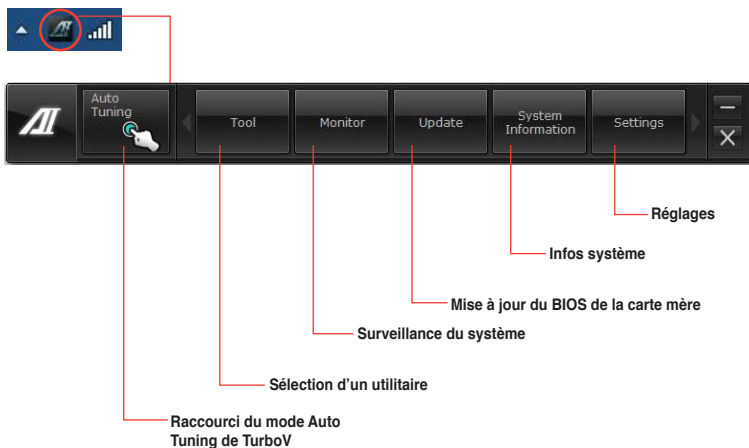 Auto
Tuning
Tool
Monitor
Update
System
Information
Settings
Réglages
Infos système
Mise à jour du BIOS de la carte mère
Surveillance du système
Sélection d’un utilitaire
Raccourci du mode Auto
Tuning de TurboV